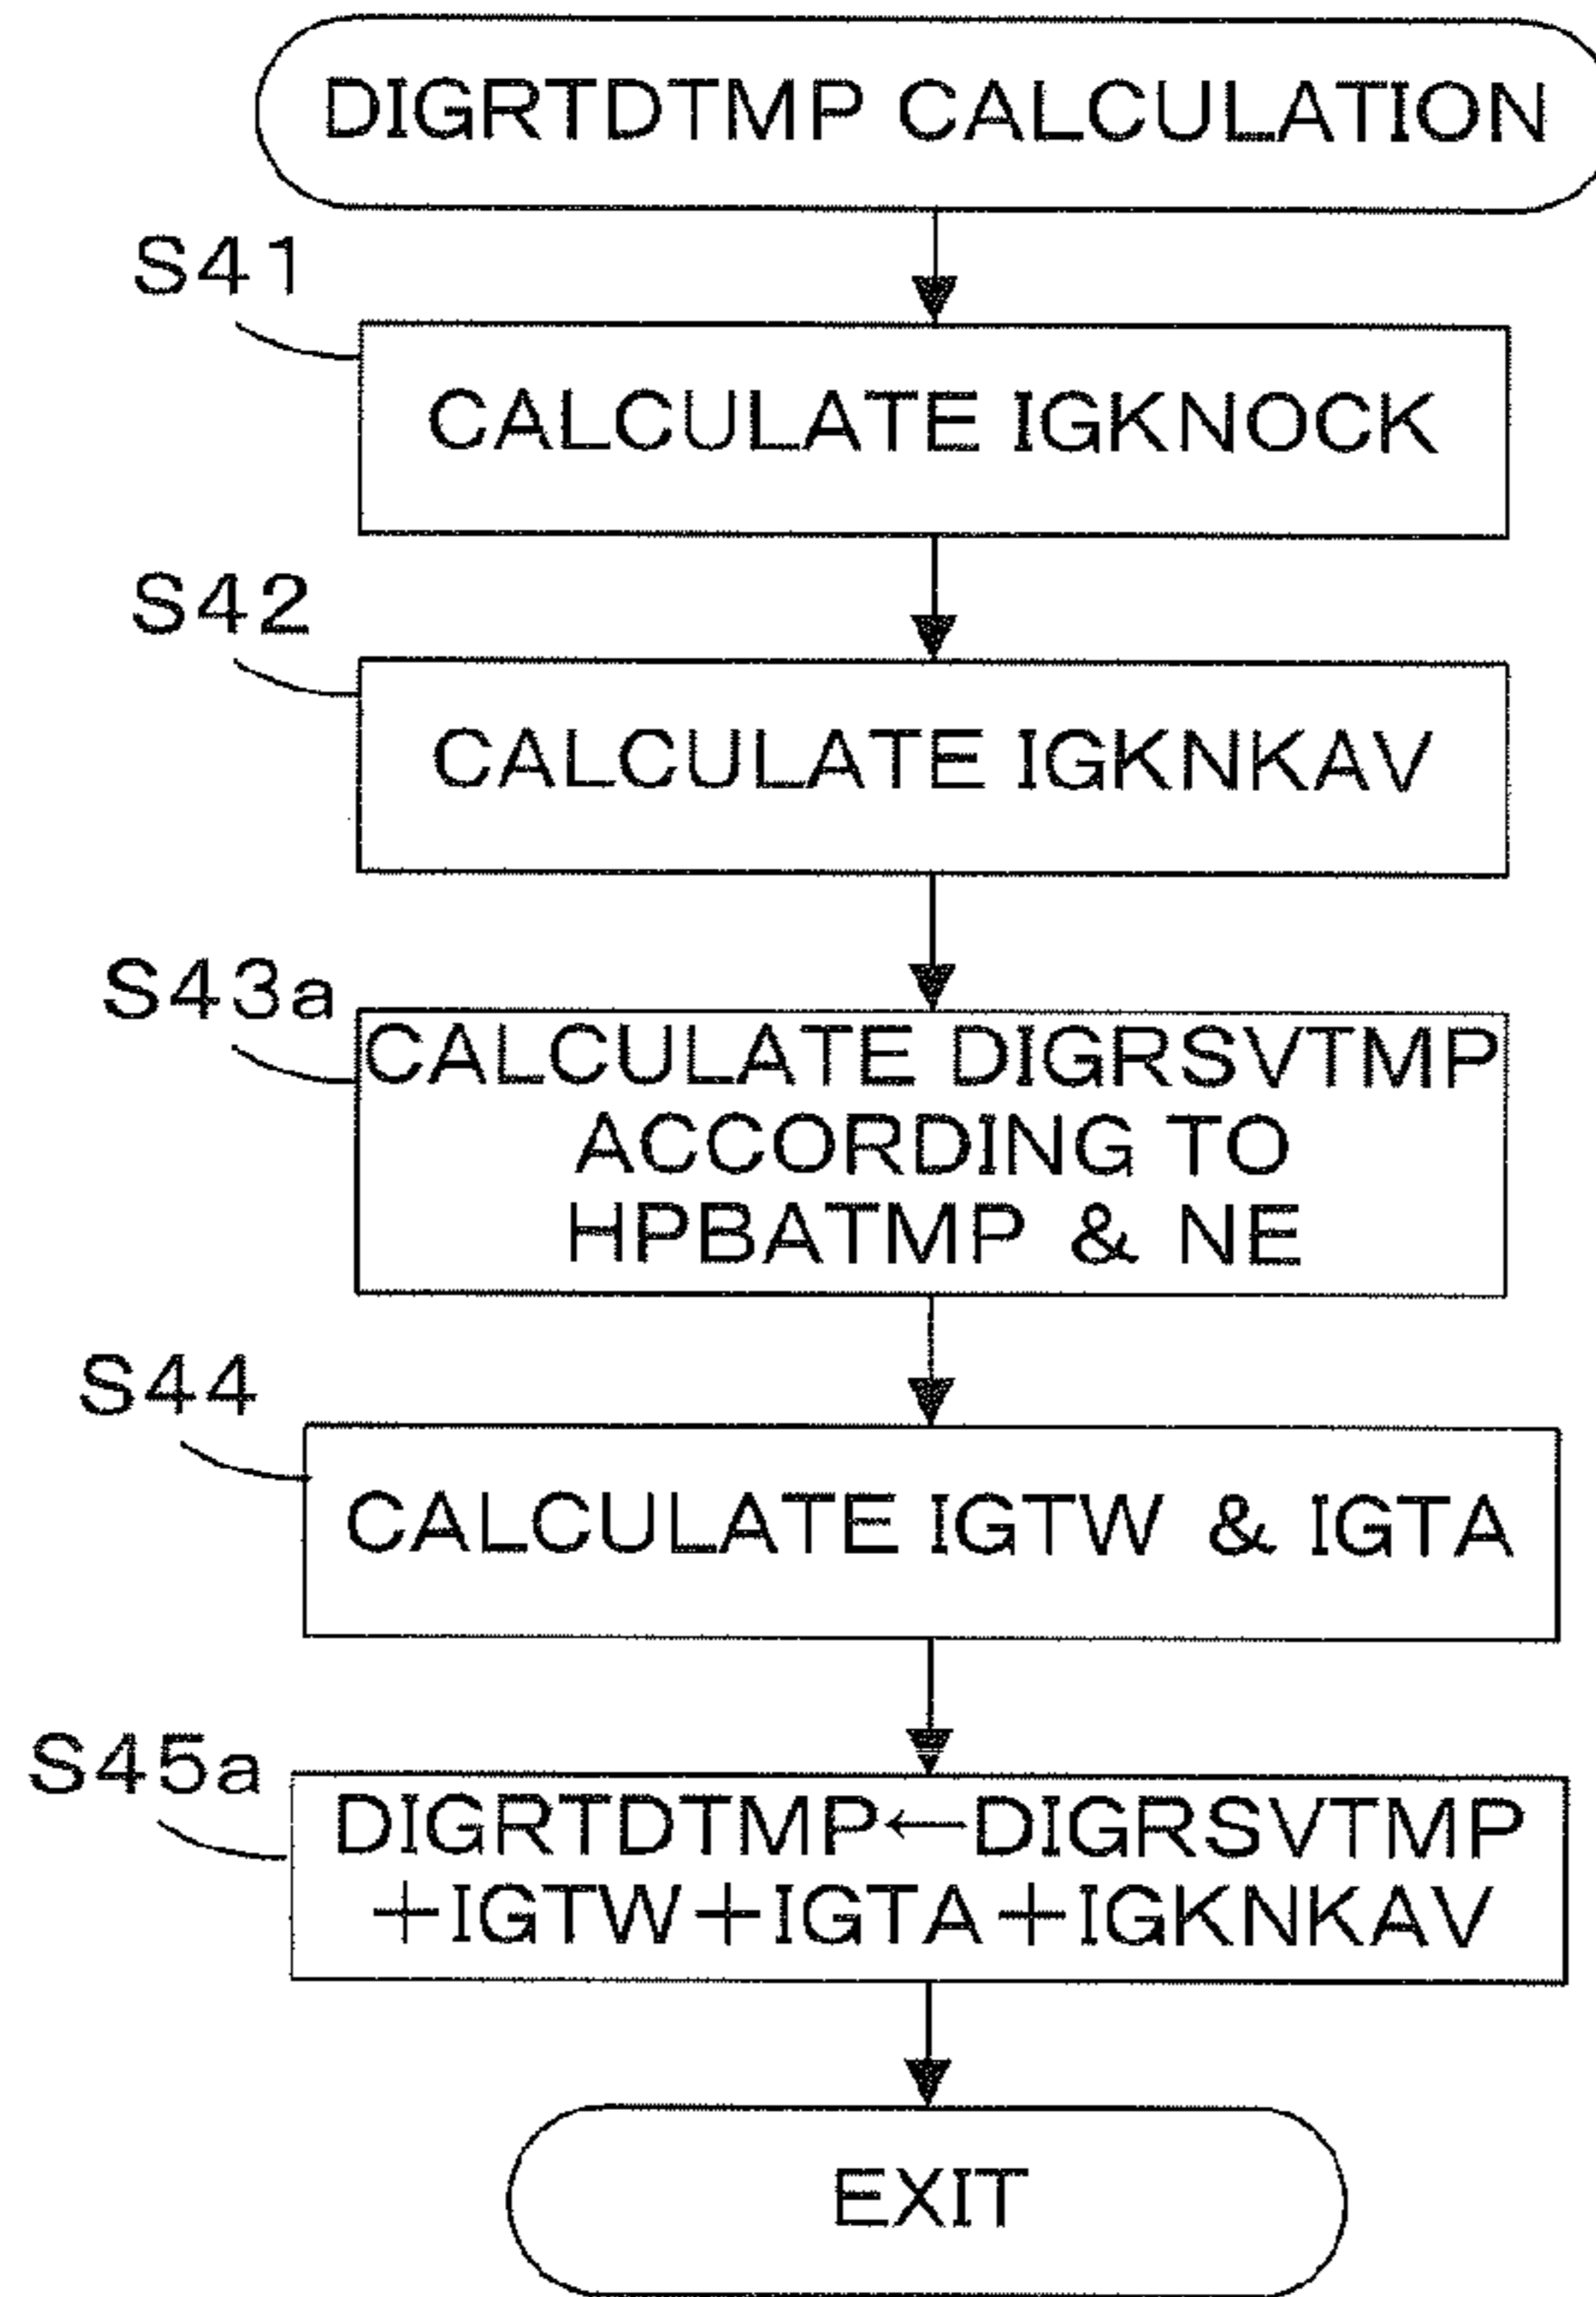 DIGRTDTMP CALCULATION
S41
CALCULATE IGKNOCK
S42
CALCULATE IGKNKAV
S43a
CALCULATE DIGRSVTMP
ACCORDING TO
HPBATMP & NE
S44
CALCULATE IGTW & IGTA
S45a
DIGRTDTMP←DIGRSVTMP
+IGTW+IGTA+IGKNKAV
EXIT